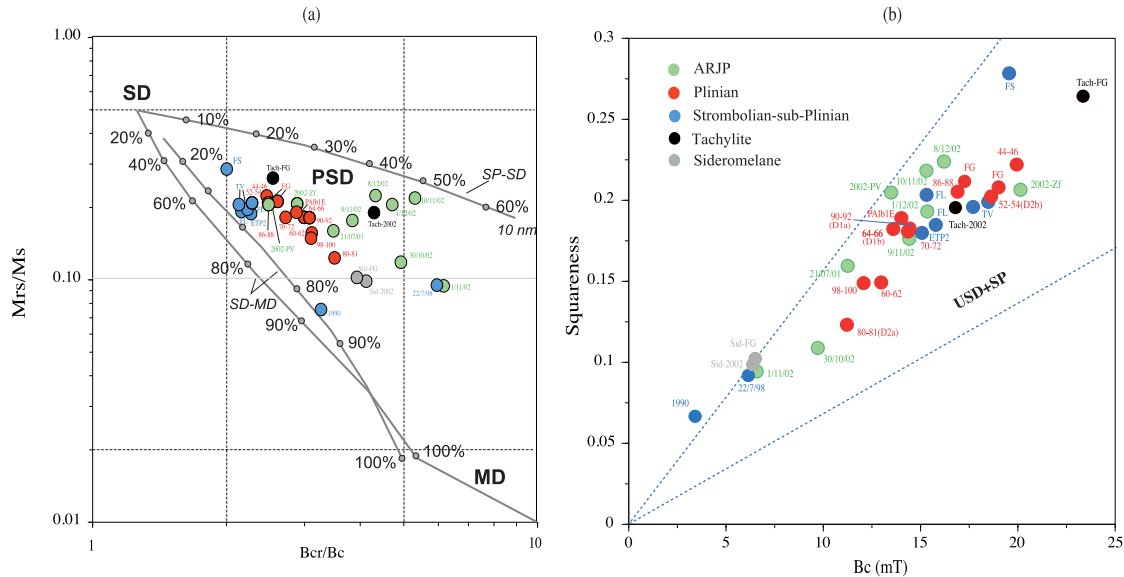 (a)
1.00
0.10
0.01
Mrs/Ms
1
10
Bcr/Bc
SD
PSD
MD
SP-SD
10 nm
SD-MD
10%
20%
30%
40%
50%
60%
20%
40%
60%
80%
90%
100%
20%
80%
90%
100%
FS
Tach-FG
44-46
52-54
FG
TV
FL
ETP2
86-88
2002-Zf
PAlb1E
64-66
70-72
60-62
90-92
98-100
2002-PV
21/07/01
9/11/02
8/12/02
1/12/02
10/11/02
Tach-2002
80-81
30/10/02
Sid-FG
Sid-2002
22/7/98
1/11/02
1990
(b)
0.3
0.25
0.2
0.15
0.1
0.05
0
Squareness
0
5
10
15
20
25
Bc (mT)
ARJP
Plinian
Strombolian-sub-Plinian
Tachylite
Sideromelane
FS
Tach-FG
8/12/02
44-46
10/11/02
FG
86-88
FG
2002-PV
2002-Zf
FL
1/12/02
52-54(D2b)
TV
PAlb1E
90-92
(D1a)
FL
Tach-2002
64-66
(D1b)
ETP2
70-72
9/11/02
21/07/01
98-100
60-62
80-81(D2a)
30/10/02
USD+SP
Sid-FG
Sid-2002
1/11/02
22/7/98
1990